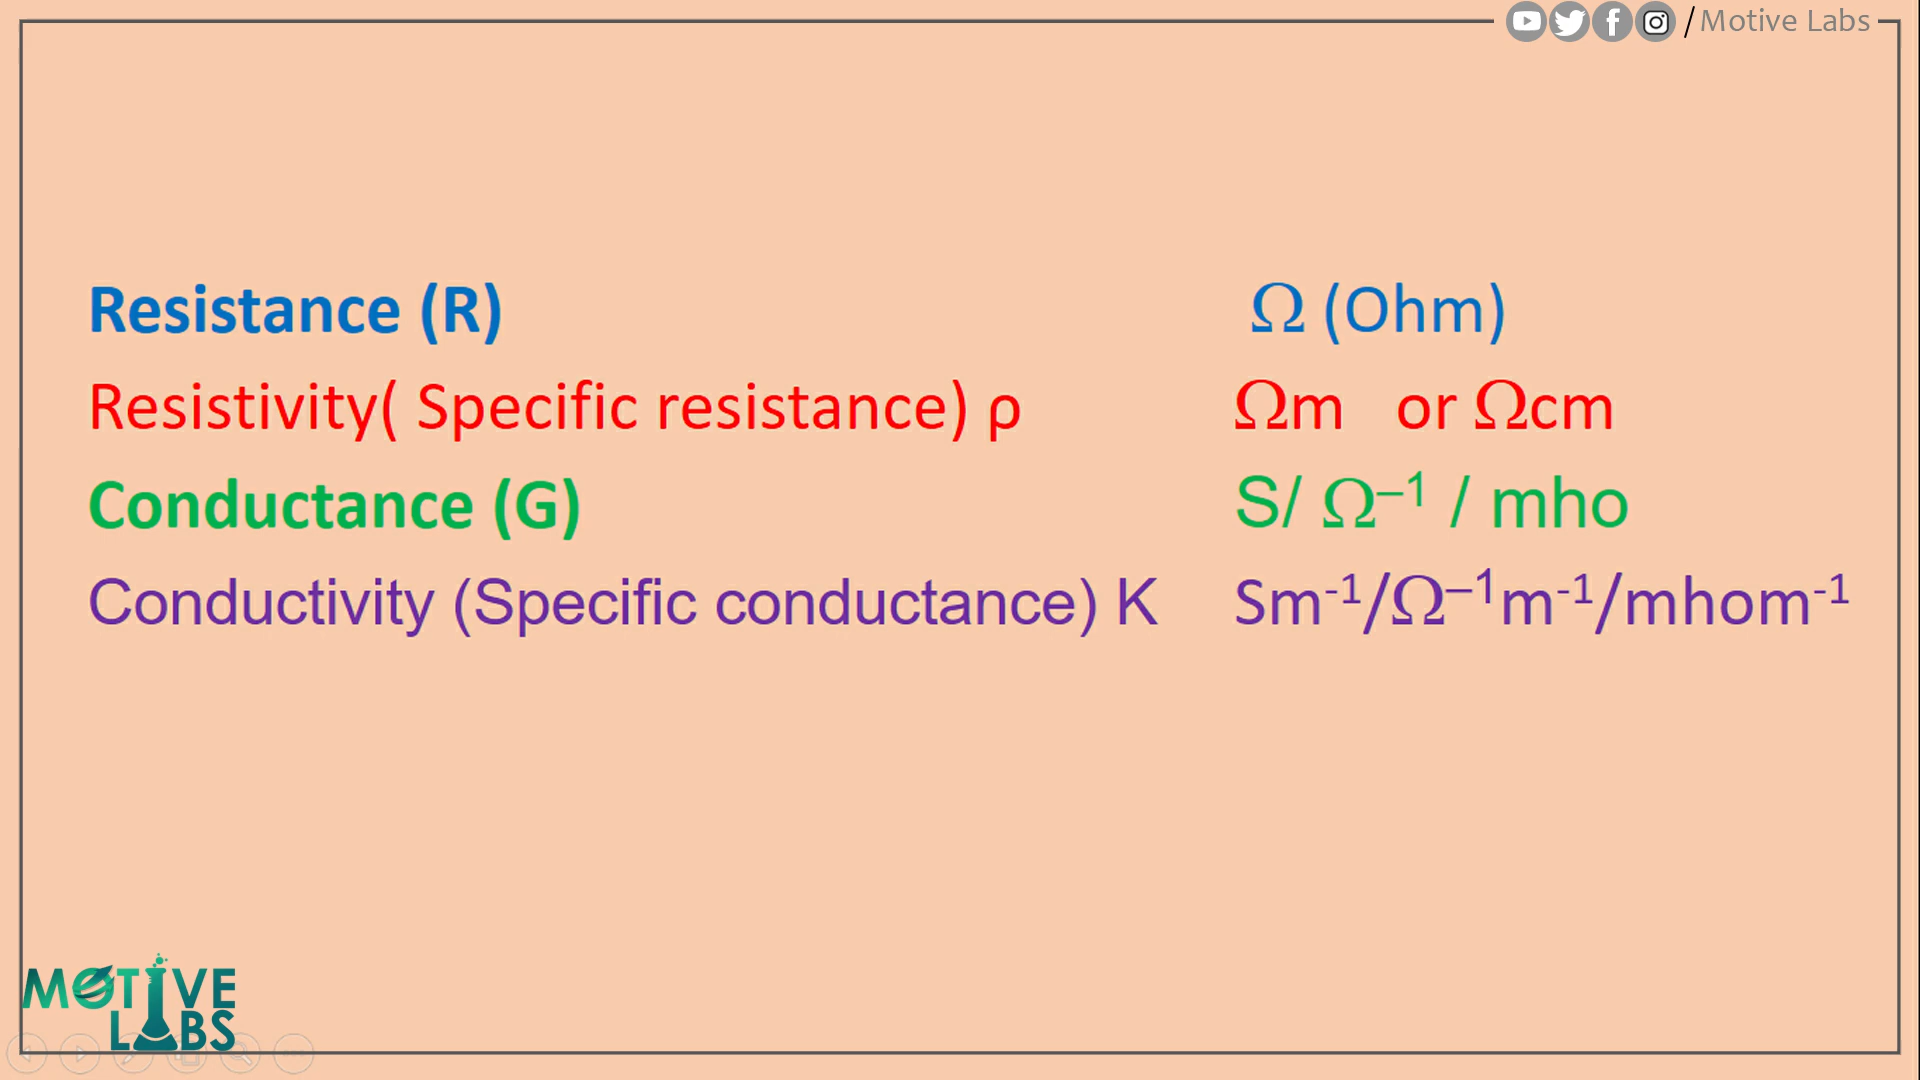 / Motive Labs
Resistance (R) Ω (Ohm)
Resistivity( Specific resistance) ρ Ωm or Ωcm
Conductance (G) S/ Ω⁻¹ / mho
Conductivity (Specific conductance) K Sm⁻¹/Ω⁻¹m⁻¹/mhom⁻¹
MOTIVE
LABS